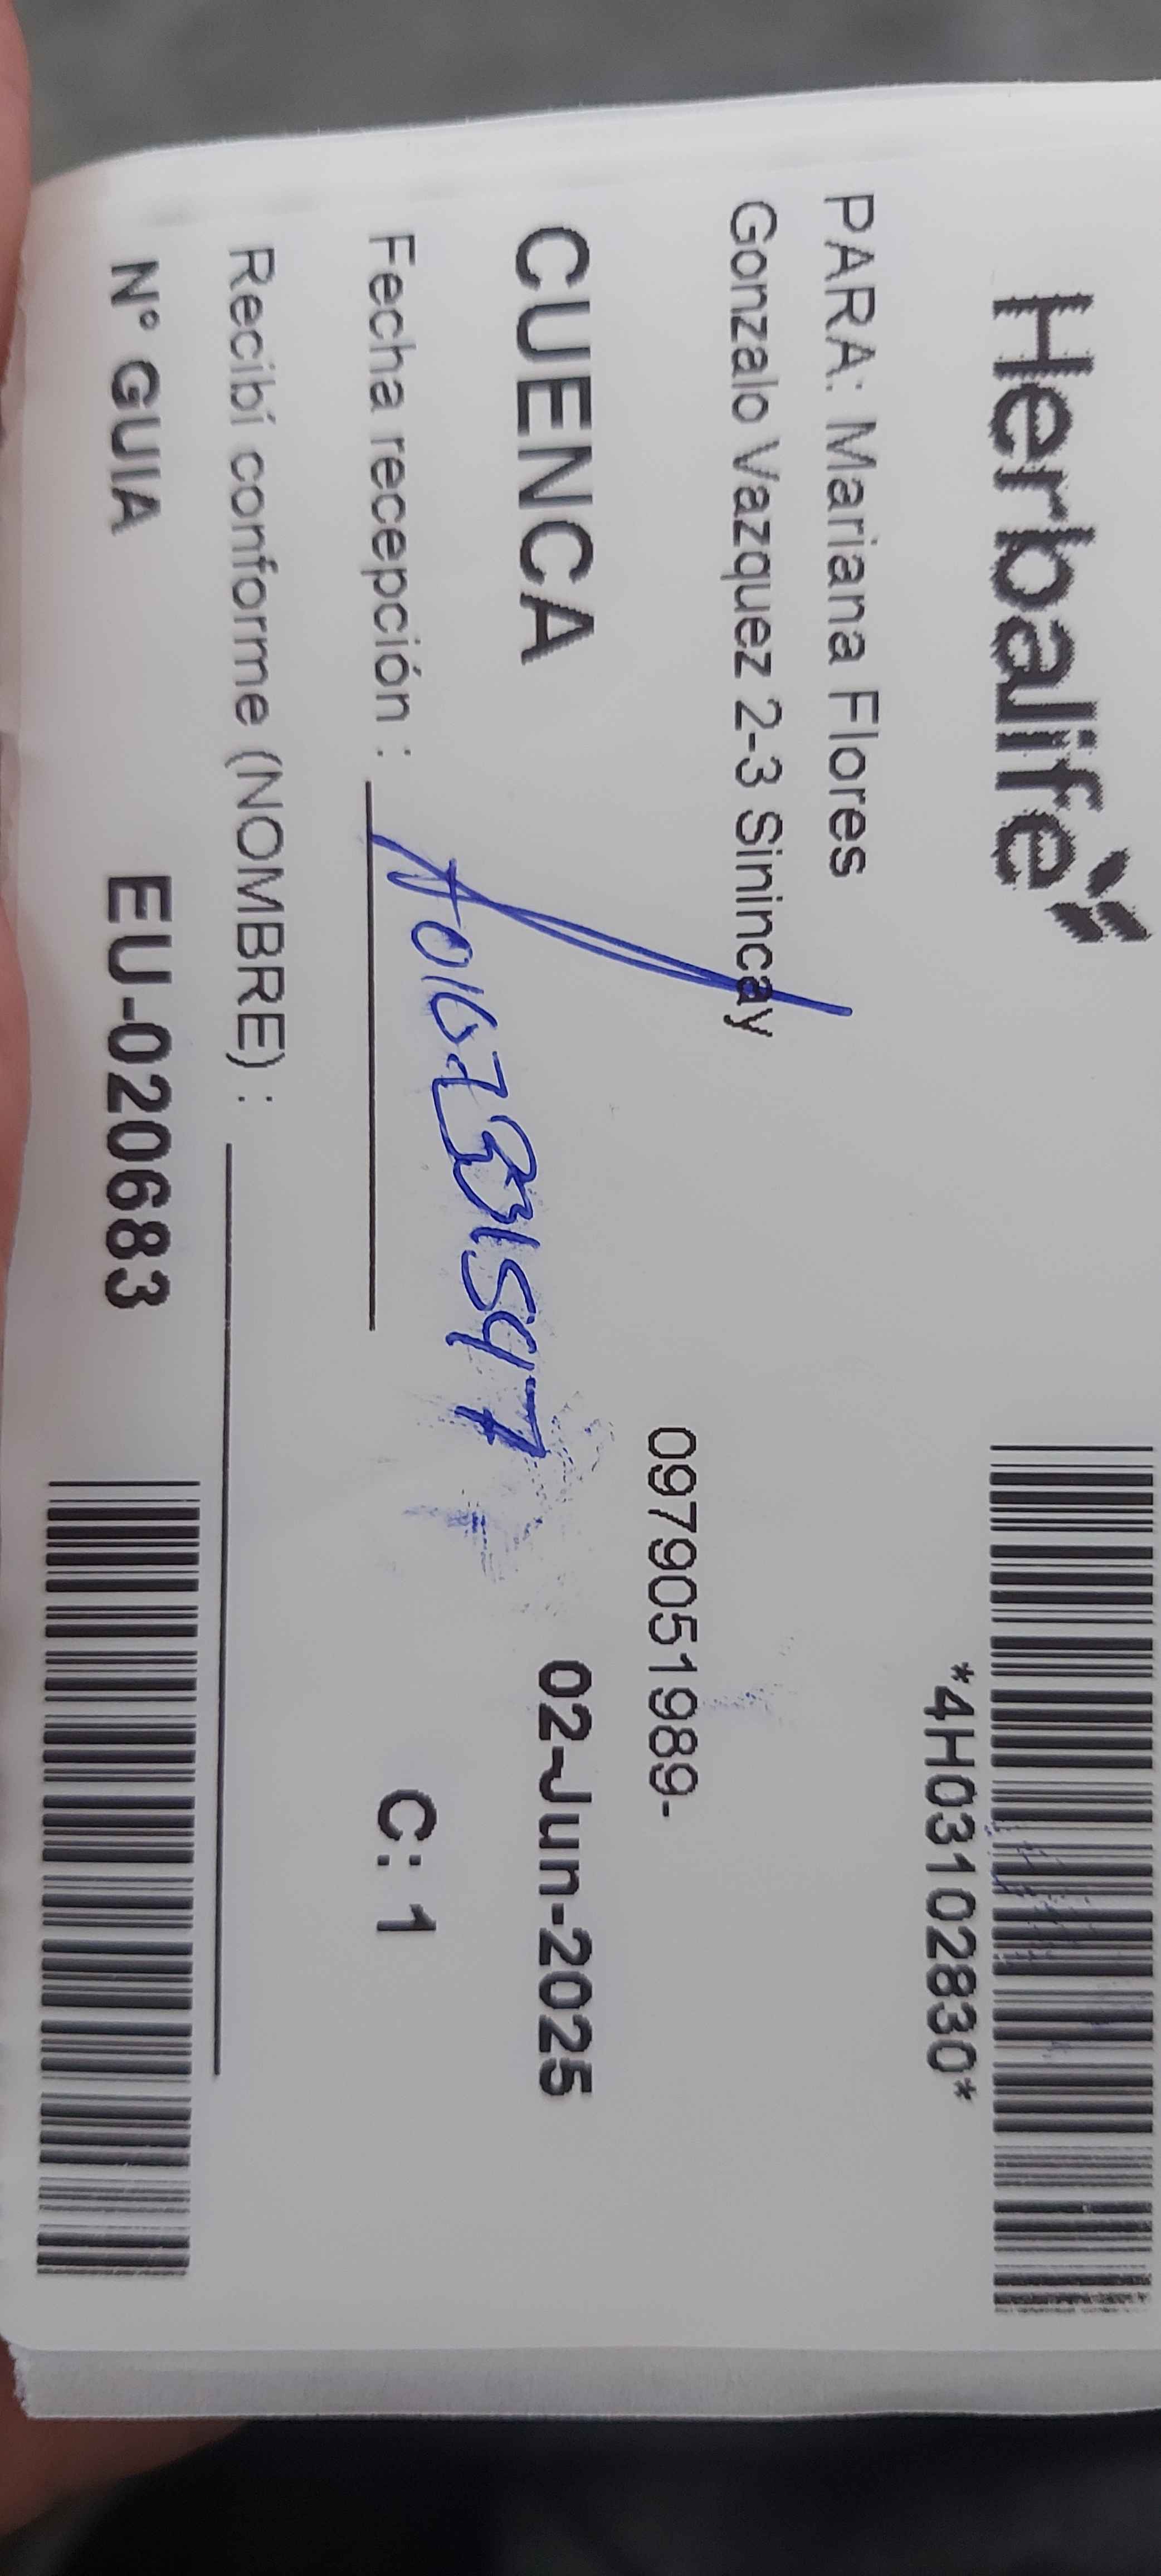 Herbalife
*4H03102830*
PARA: Mariana Flores
Gonzalo Vazquez 2-3 Sinincay
0979051989-
CUENCA
02-Jun-2025
Fecha recepción :
C: 1
Recibí conforme (NOMBRE) :
N° GUIA EU-020683